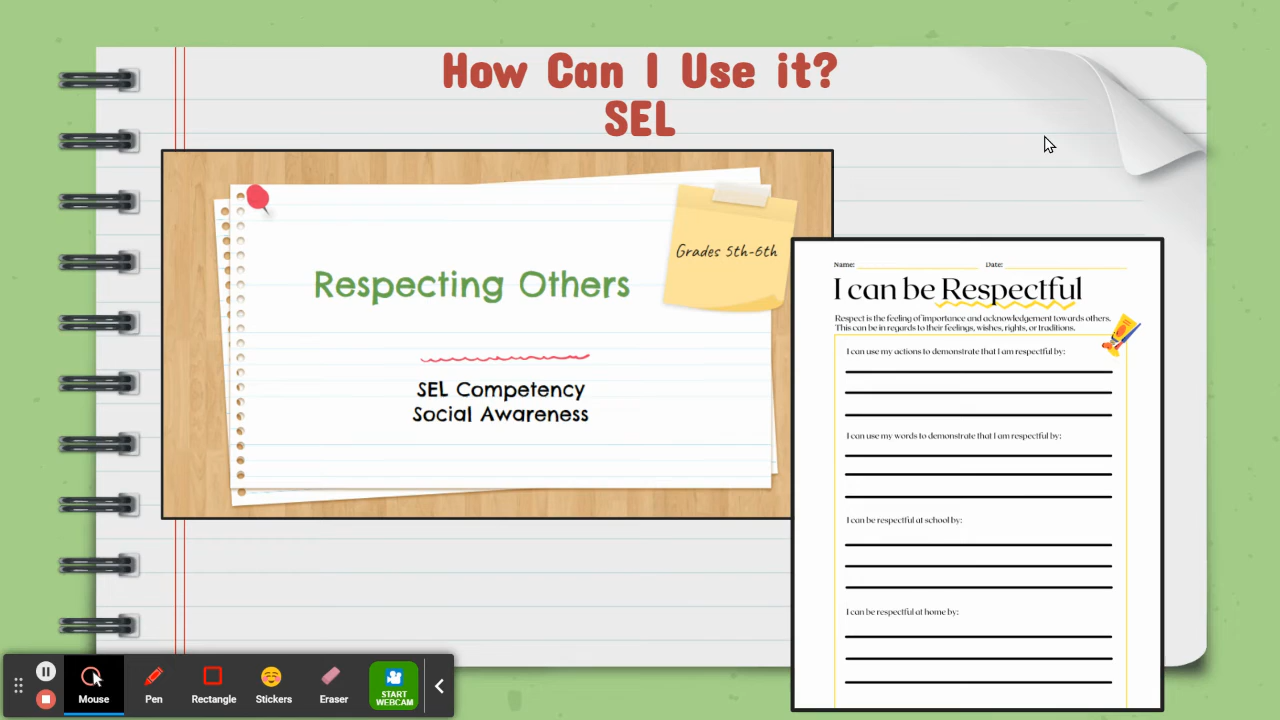 How Can I Use it?
SEL
Grades 5th-6th
Respecting Others
SEL Competency
Social Awareness
Name:
Date:
I can be Respectful
Respect is the feeling of importance and acknowledgement towards others.
This can be in regards to their feelings, wishes, rights, or traditions.
I can use my actions to demonstrate that I am respectful by:
I can use my words to demonstrate that I am respectful by:
I can be respectful at school by:
I can be respectful at home by:
Mouse
Pen
Rectangle
Stickers
Eraser
START
WEBCAM